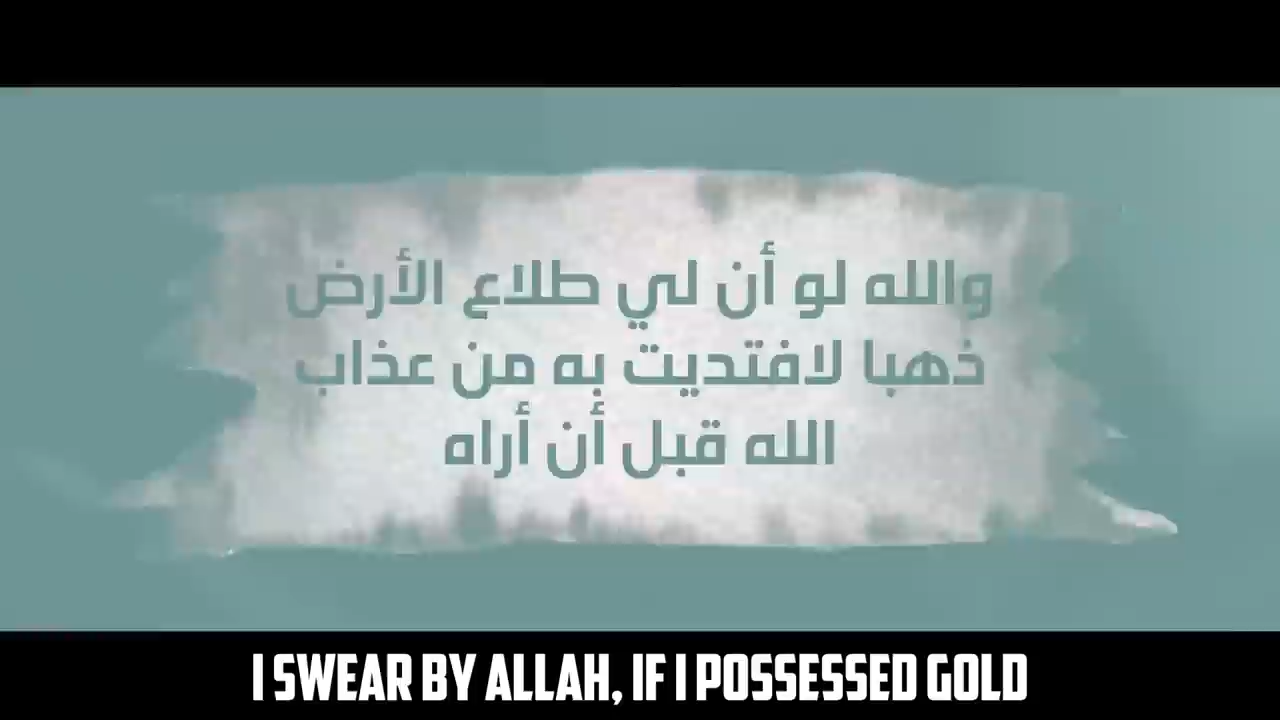 والله لو أن لي طلاع الأرض
ذهبا لافتديت به من عذاب
الله قبل أن أراه
I SWEAR BY ALLAH, IF I POSSESSED GOLD